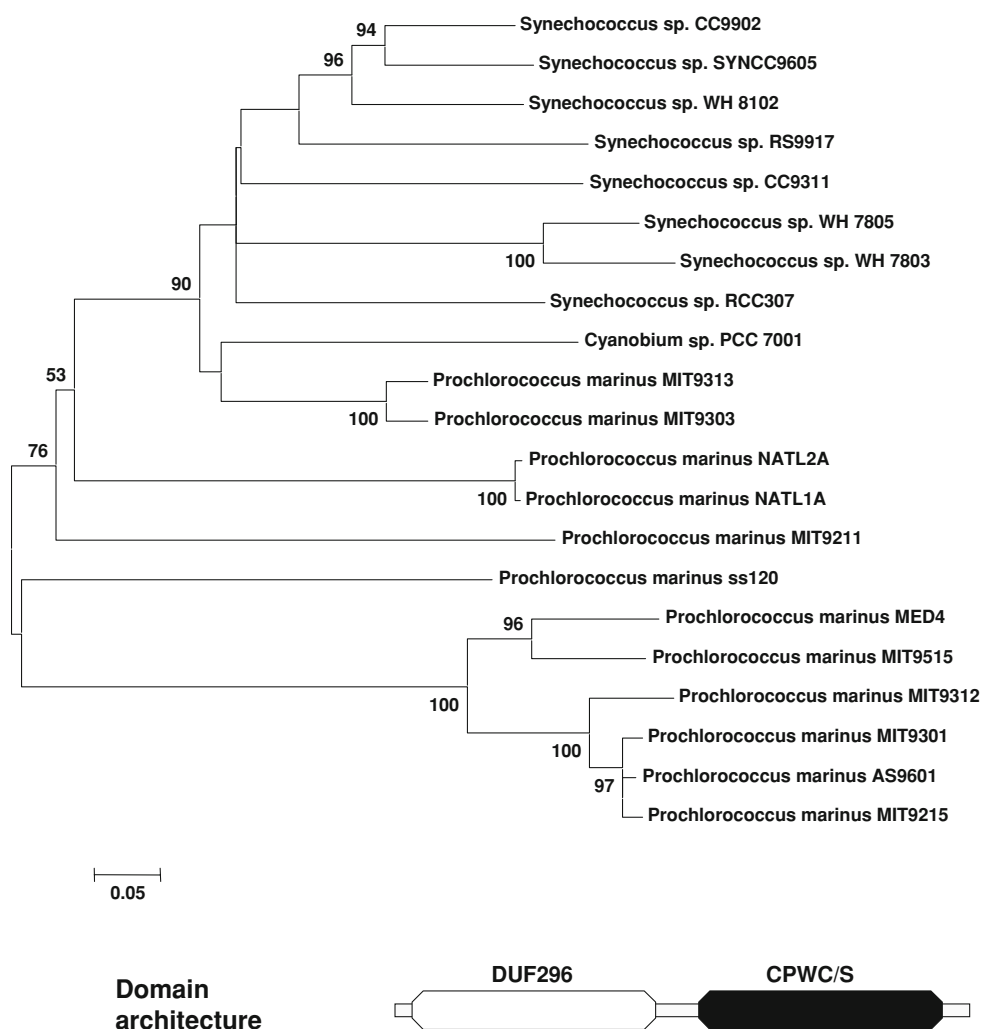 94
Synechococcus sp. CC9902
96
Synechococcus sp. SYNCC9605
Synechococcus sp. WH 8102
Synechococcus sp. RS9917
Synechococcus sp. CC9311
Synechococcus sp. WH 7805
100
Synechococcus sp. WH 7803
90
Synechococcus sp. RCC307
Cyanobium sp. PCC 7001
53
Prochlorococcus marinus MIT9313
100
Prochlorococcus marinus MIT9303
76
Prochlorococcus marinus NATL2A
100
Prochlorococcus marinus NATL1A
Prochlorococcus marinus MIT9211
Prochlorococcus marinus ss120
96
Prochlorococcus marinus MED4
Prochlorococcus marinus MIT9515
100
Prochlorococcus marinus MIT9312
100
Prochlorococcus marinus MIT9301
97
Prochlorococcus marinus AS9601
Prochlorococcus marinus MIT9215
0.05
DUF296
CPWC/S
Domain
architecture